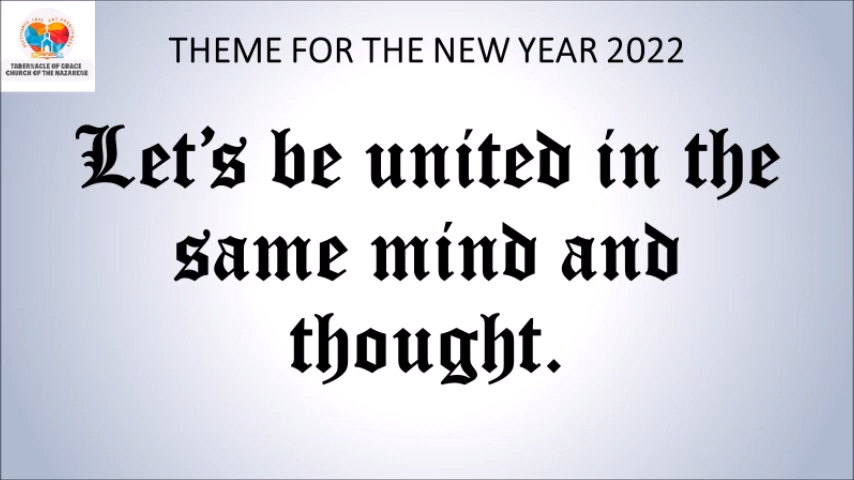 TABERNACLE OF GRACE
CHURCH OF THE NAZARENE
THEME FOR THE NEW YEAR 2022
Let's be united in the
same mind and
thought.